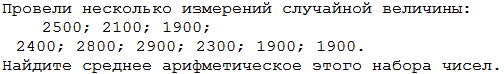 Провели несколько измерений случайной величины:
2500; 2100; 1900;
2400; 2800; 2900; 2300; 1900; 1900.
Найдите среднее арифметическое этого набора чисел.